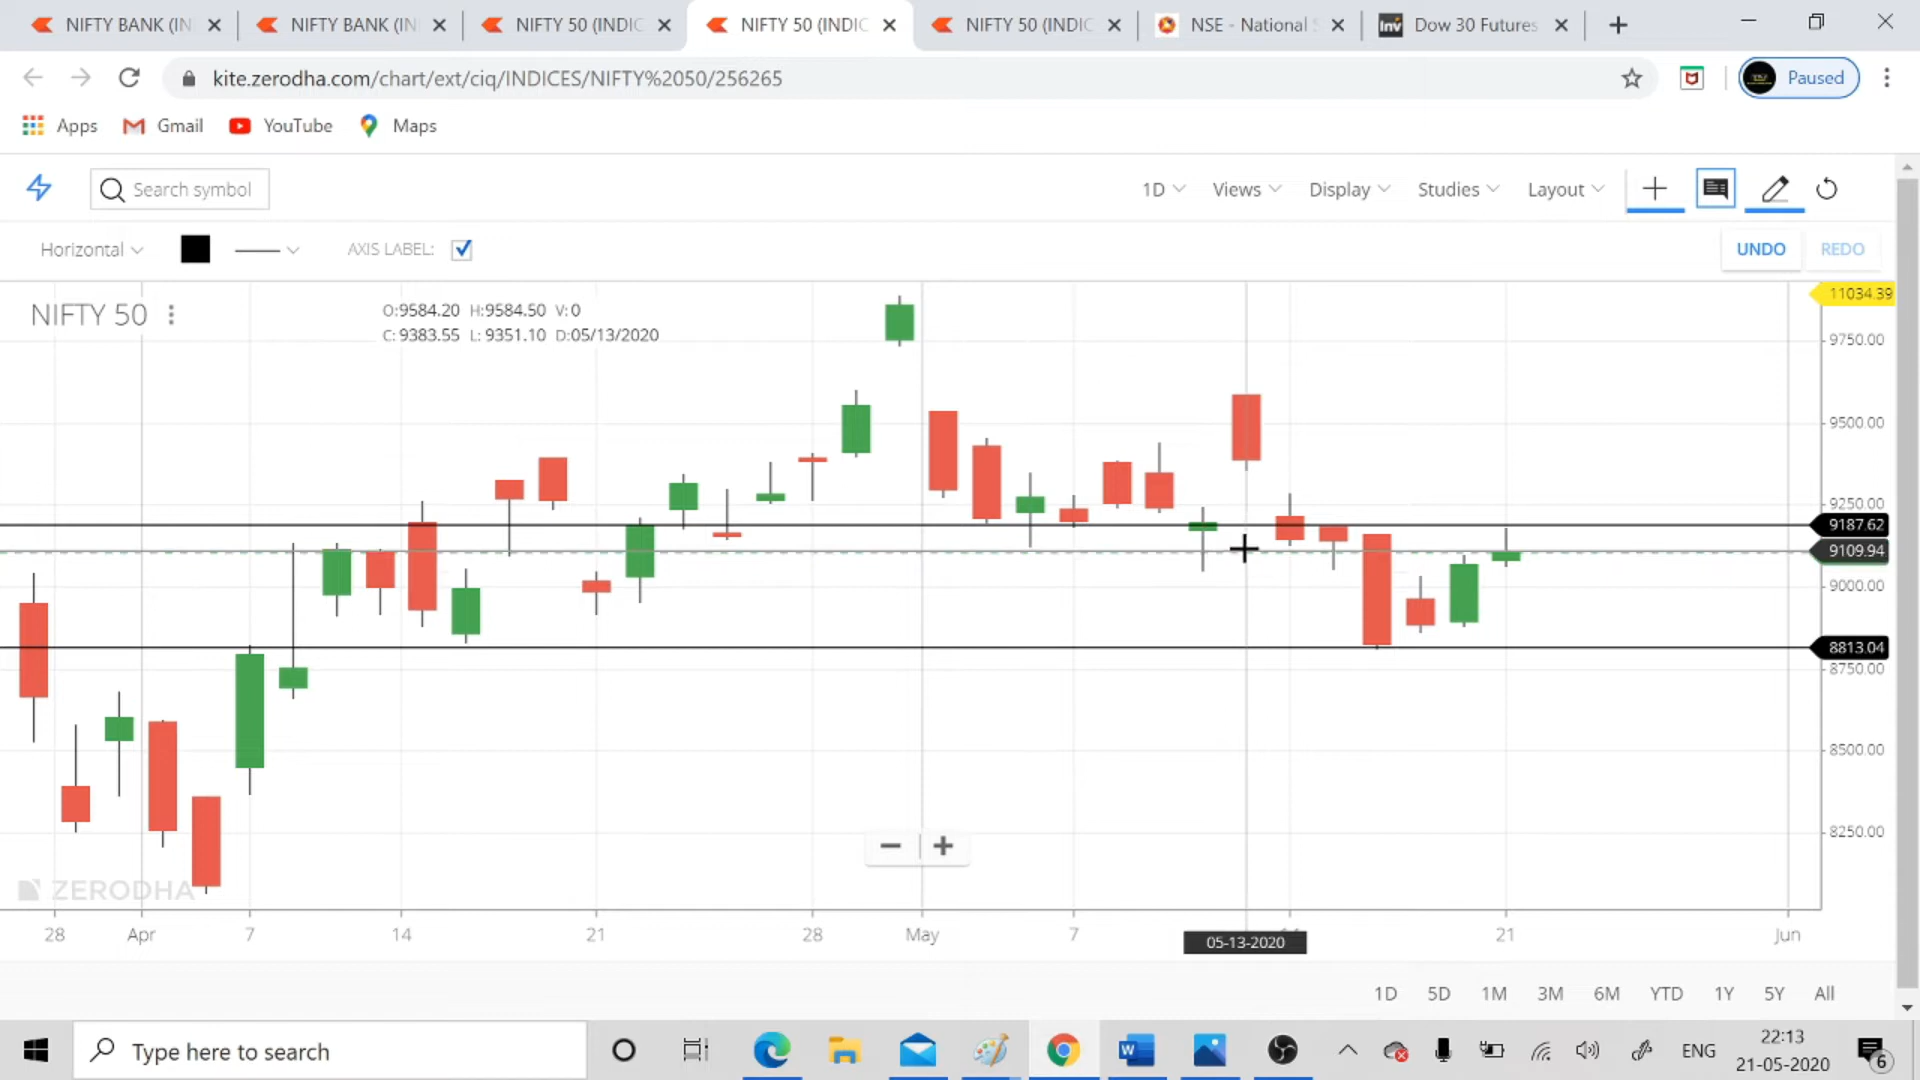 NIFTY BANK (IN
NIFTY BANK (IN
NIFTY 50 (INDIC
NIFTY 50 (INDIC
NIFTY 50 (INDIC
NSE - National
Dow 30 Futures
kite.zerodha.com/chart/ext/ciq/INDICES/NIFTY%2050/256265
Paused
Apps
Gmail
YouTube
Maps
Search symbol
1D
Views
Display
Studies
Layout
Horizontal
AXIS LABEL:
UNDO
REDO
NIFTY 50
O:9584.20 H:9584.50 V:0
C: 9383.55 L: 9351.10 D:05/13/2020
11034.39
9750.00
9500.00
9250.00
9187.62
9109.94
9000.00
8813.04
8750.00
8500.00
8250.00
ZERODHA
28 Apr 7 14 21 28 May 7 05-13-2020 21 Jun
1D 5D 1M 3M 6M YTD 1Y 5Y All
Type here to search
ENG
22:13
21-05-2020
6